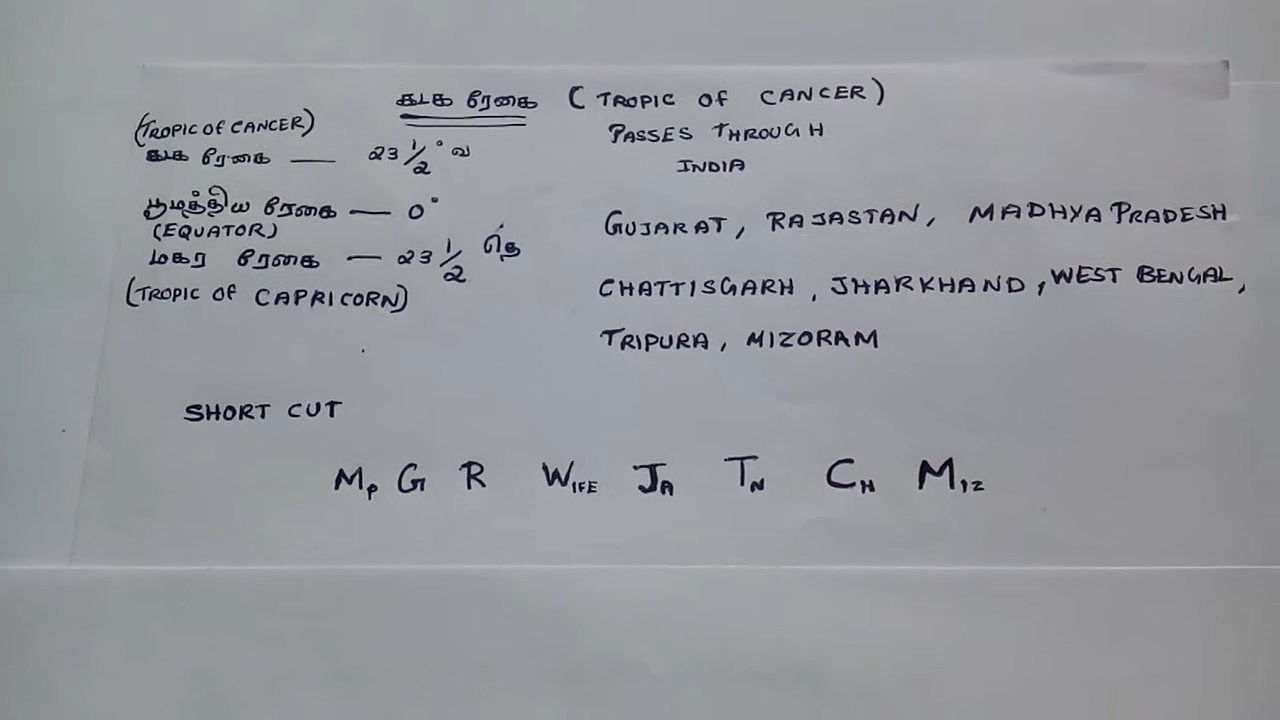 கடக ரேகை (TROPIC OF CANCER)
PASSES THROUGH
INDIA
(TROPIC OF CANCER)
கடக ரேகை — 23 1/2° வ
பூமத்திய ரேகை — 0°
(EQUATOR)
மகர ரேகை — 23 1/2 தெ
(TROPIC OF CAPRICORN)
GUJARAT, RAJASTAN, MADHYA PRADESH
CHATTISGARH, JHARKHAND, WEST BENGAL,
TRIPURA, MIZORAM
SHORT CUT
MP G R WIFE JA TN CH MIZ